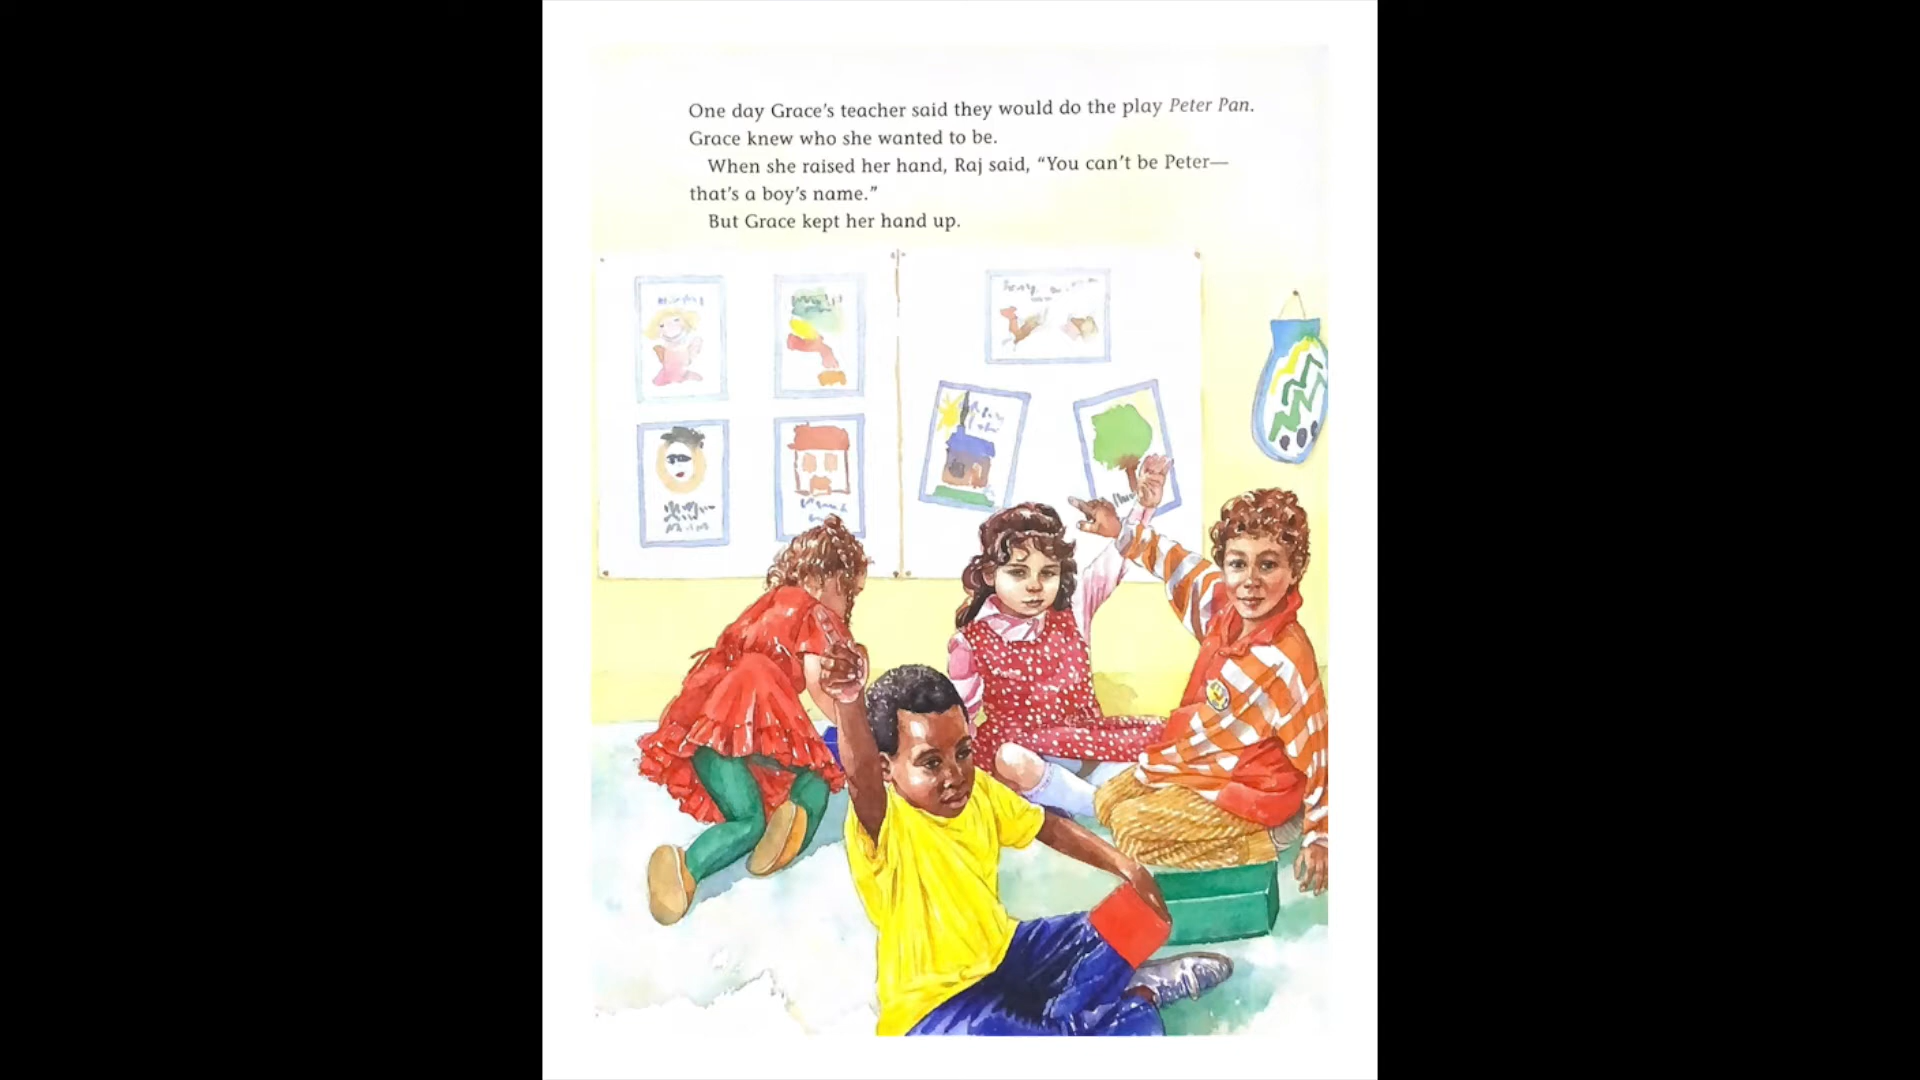 One day Grace's teacher said they would do the play Peter Pan.
Grace knew who she wanted to be.
When she raised her hand, Raj said, “You can't be Peter—
that's a boy's name.”
But Grace kept her hand up.